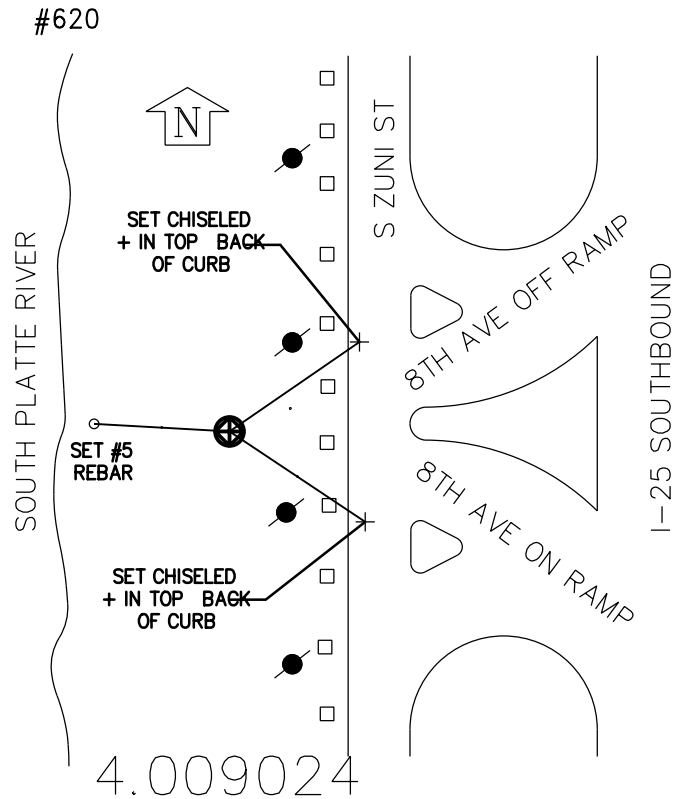 #620
N
S ZUNI ST
SET CHISELED
+ IN TOP BACK
OF CURB
8TH AVE OFF RAMP
SOUTH PLATTE RIVER
I-25 SOUTHBOUND
SET #5
REBAR
8TH AVE ON RAMP
SET CHISELED
+ IN TOP BACK
OF CURB
4.009024